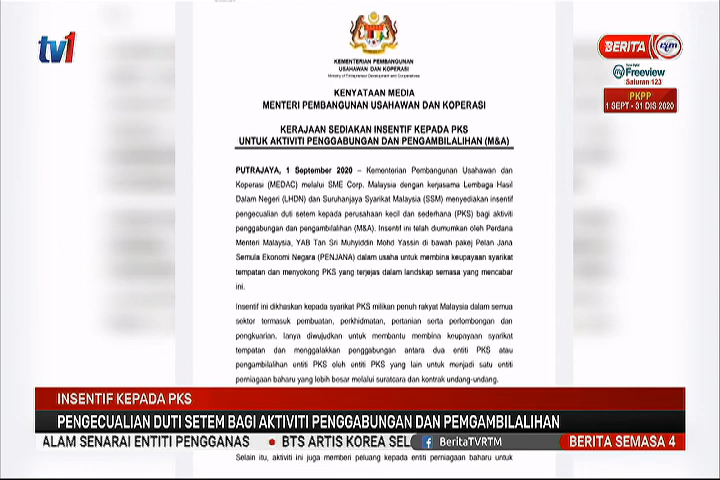 tv1
BERITA rtm
myFreeview
Saluran 123
PKPP
1 SEPT - 31 DIS 2020
KEMENTERIAN PEMBANGUNAN
USAHAWAN DAN KOPERASI
Ministry of Entrepreneur Development and Cooperatives
KENYATAAN MEDIA
MENTERI PEMBANGUNAN USAHAWAN DAN KOPERASI
KERAJAAN SEDIAKAN INSENTIF KEPADA PKS
UNTUK AKTIVITI PENGGABUNGAN DAN PENGAMBILALIHAN (M&A)
PUTRAJAYA, 1 September 2020 – Kementerian Pembangunan Usahawan dan
Koperasi (MEDAC) melalui SME Corp. Malaysia dengan kerjasama Lembaga Hasil
Dalam Negeri (LHDN) dan Suruhanjaya Syarikat Malaysia (SSM) menyediakan insentif
pengecualian duti setem kepada perusahaan kecil dan sederhana (PKS) bagi aktiviti
penggabungan dan pengambilalihan (M&A). Insentif ini telah diumumkan oleh Perdana
Menteri Malaysia, YAB Tan Sri Muhyiddin Mohd Yassin di bawah pakej Pelan Jana
Semula Ekonomi Negara (PENJANA) dalam usaha untuk membina keupayaan syarikat
tempatan dan menyokong PKS yang terjejas dalam landskap semasa yang mencabar
ini.
Insentif ini dikhaskan kepada syarikat PKS milikan penuh rakyat Malaysia dalam semua
sektor termasuk pembuatan, perkhidmatan, pertanian serta perlombongan dan
pengkuarian. Ianya diwujudkan untuk membantu membina keupayaan syarikat
tempatan dan menggalakkan penggabungan antara dua entiti PKS atau
pengambilalihan entiti PKS oleh entiti PKS yang lain untuk menjadi satu entiti
perniagaan baharu yang lebih besar melalui suratcara dan kontrak undang-undang.
INSENTIF KEPADA PKS
PENGECUALIAN DUTI SETEM BAGI AKTIVITI PENGGABUNGAN DAN PEMGAMBILALIHAN
ALAM SENARAI ENTITI PENGGANAS BTS ARTIS KOREA SEL BeritaTVRTM BERITA SEMASA 4
Selain itu, aktiviti ini juga memberi peluang kepada entiti perniagaan baharu untuk